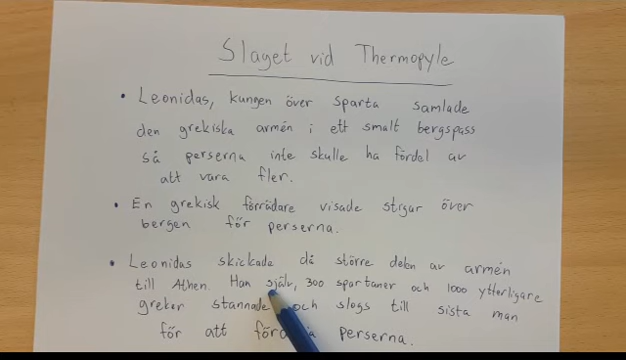 Slaget vid Thermopyle
• Leonidas, kungen över sparta samlade
den grekiska armén i ett smalt bergspass
så perserna inte skulle ha fördel av
att vara fler.
• En grekisk förrädare visade stigar över
bergen för perserna.
• Leonidas skickade då större delen av armén
till Athen. Han själv, 300 spartaner och 1000 ytterligare
greker stannade och slogs till sista man
för att perserna.